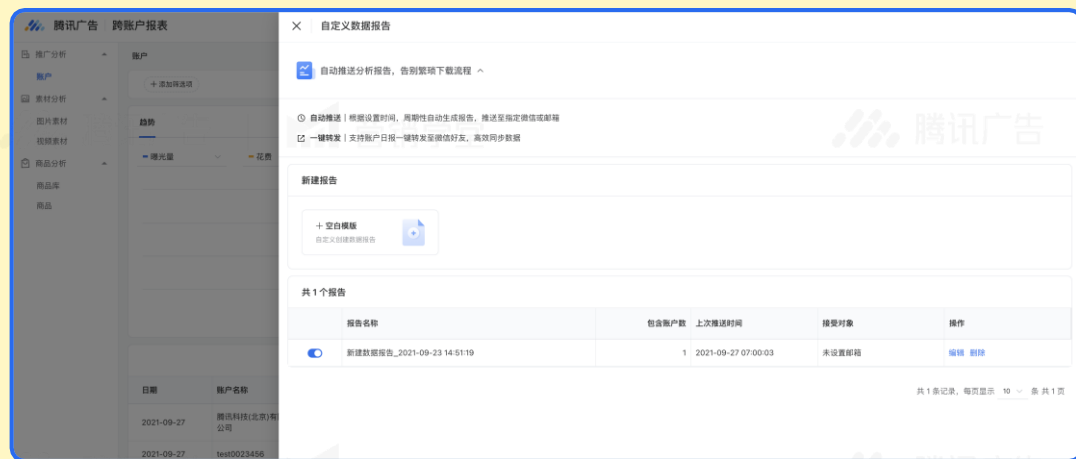 腾讯广告 跨账户报表
推广分析
账户
素材分析
图片素材
视频素材
商品分析
商品库
商品
账户
+ 添加筛选项
趋势
曝光量
花费
日期 账户名称
2021-09-27 腾讯科技(北京)有
公司
2021-09-27 test0023456
自定义数据报告
自动推送分析报告，告别繁琐下载流程
自动推送 | 根据设置时间，周期性自动生成报告，推送至指定微信或邮箱
一键转发 | 支持账户日报一键转发至微信好友，高效同步数据
腾讯广告
新建报告
+ 空白模版
自定义创建数据报告
共 1 个报告
报告名称 包含账户数 上次推送时间 接受对象 操作
新建数据报告_2021-09-23 14:51:19 1 2021-09-27 07:00:03 未设置邮箱 编辑 删除
共 1 条记录，每页显示 10 条 共 1 页